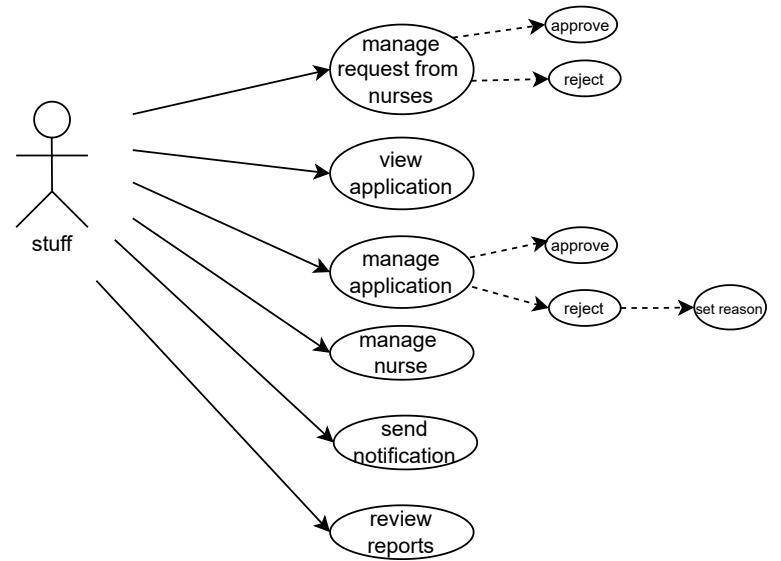 stuff
manage
request from
nurses
approve
reject
view
application
manage
application
approve
reject
set reason
manage
nurse
send
notification
review
reports